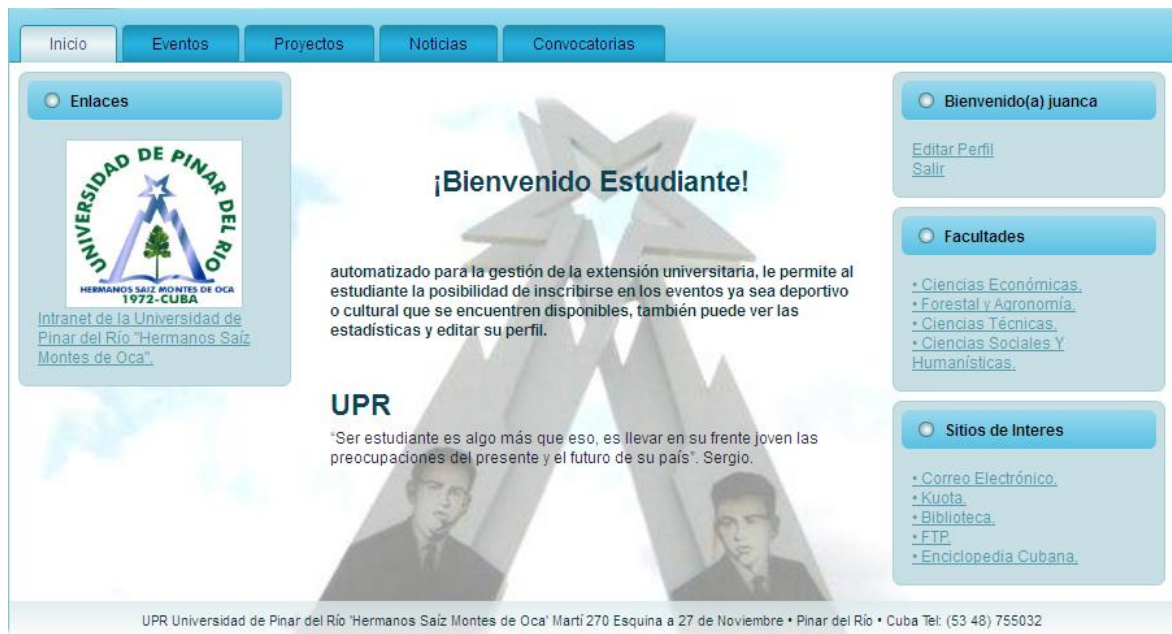 Inicio
Eventos
Proyectos
Noticias
Convocatorias
Enlaces
UNIVERSIDAD DE PINAR DEL RIO
HERMANOS SAIZ MONTES DE OCA
1972-CUBA
Intranet de la Universidad de
Pinar del Río "Hermanos Saíz
Montes de Oca".
¡Bienvenido Estudiante!
automatizado para la gestión de la extensión universitaria, le permite al
estudiante la posibilidad de inscribirse en los eventos ya sea deportivo
o cultural que se encuentren disponibles, también puede ver las
estadísticas y editar su perfil.
UPR
“Ser estudiante es algo más que eso, es llevar en su frente joven las
preocupaciones del presente y el futuro de su país”. Sergio.
Bienvenido(a) juanca
Editar Perfil
Salir
Facultades
• Ciencias Económicas.
• Forestal y Agronomía.
• Ciencias Técnicas.
• Ciencias Sociales Y
Humanísticas.
Sitios de Interes
• Correo Electrónico.
• Kuota.
• Biblioteca.
• FTP.
• Enciclopedia Cubana.
UPR Universidad de Pinar del Río 'Hermanos Saíz Montes de Oca' Martí 270 Esquina a 27 de Noviembre • Pinar del Río • Cuba Tel: (53 48) 755032